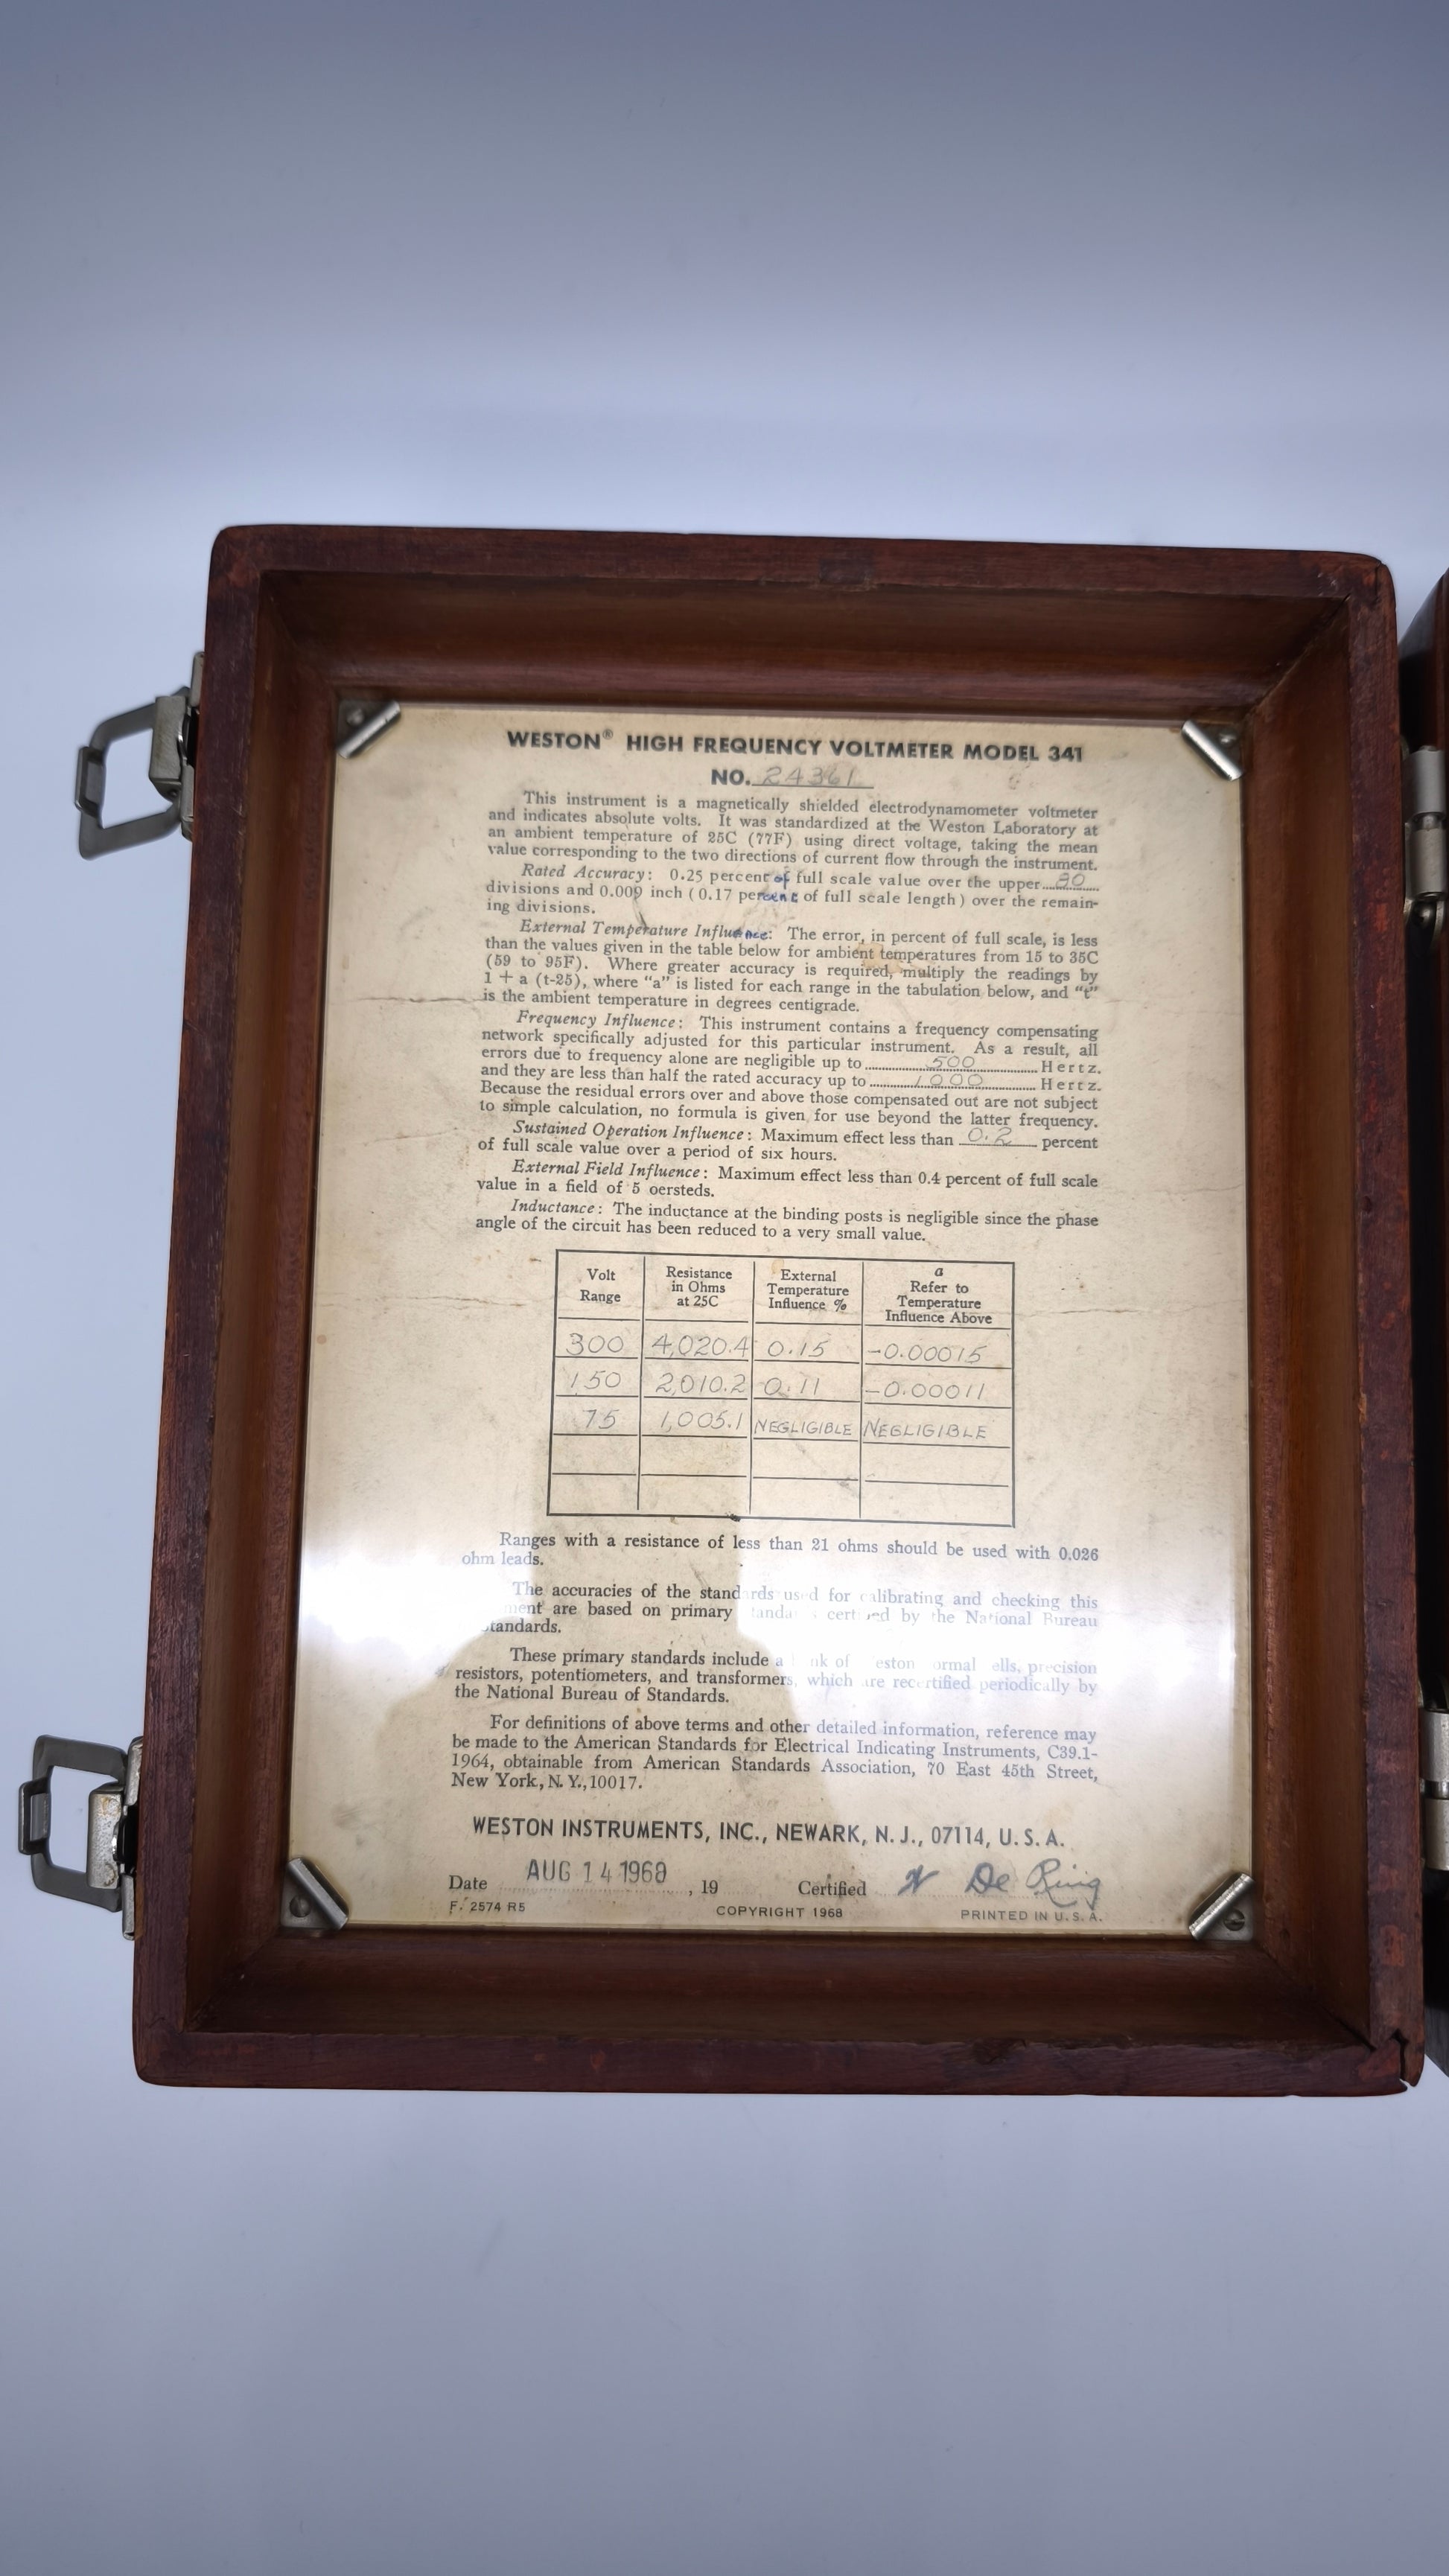 WESTON® HIGH FREQUENCY VOLTMETER MODEL 341
NO. 24361
This instrument is a magnetically shielded electrodynamometer voltmeter
and indicates absolute volts. It was standardized at the Weston Laboratory at
an ambient temperature of 25C (77F) using direct voltage, taking the mean
value corresponding to the two directions of current flow through the instrument.
Rated Accuracy: 0.25 percent of full scale value over the upper
divisions and 0.009 inch (0.17 percent of full scale length) over the remain-
ing divisions.
External Temperature Influence: The error, in percent of full scale, is less
than the values given in the table below for ambient temperatures from 15 to 35C
(59 to 95F). Where greater accuracy is required, multiply the readings by
1 + a (t-25), where "a" is listed for each range in the tabulation below, and "t"
is the ambient temperature in degrees centigrade.
Frequency Influence: This instrument contains a frequency compensating
network specifically adjusted for this particular instrument. As a result, all
errors due to frequency alone are negligible up to 500 Hertz.
and they are less than half the rated accuracy up to 1000 Hertz.
Because the residual errors over and above those compensated out are not subject
to simple calculation, no formula is given for use beyond the latter frequency.
Sustained Operation Influence: Maximum effect less than 0.2 percent
of full scale value over a period of six hours.
External Field Influence: Maximum effect less than 0.4 percent of full scale
value in a field of 5 oersteds.
Inductance: The inductance at the binding posts is negligible since the phase
angle of the circuit has been reduced to a very small value.
Volt Range | Resistance in Ohms at 25C | External Temperature Influence % | a Refer to Temperature Influence Above
300 4,020.4 0.15 -0.00015
150 2,010.2 0.11 -0.00011
75 1,005.1 NEGLIGIBLE NEGLIGIBLE
Ranges with a resistance of less than 21 ohms should be used with 0.026
ohm leads.
The accuracies of the standards used for calibrating and checking this
are based on primary certified by the National Bureau
Standards.
These primary standards include a precision
resistors, potentiometers, and transformers, which are recertified periodically by
the National Bureau of Standards.
For definitions of above terms and other detailed information, reference may
be made to the American Standards for Electrical Indicating Instruments, C39.1-
1964, obtainable from American Standards Association, 70 East 45th Street,
New York, N. Y., 10017.
WESTON INSTRUMENTS, INC., NEWARK, N. J., 07114, U. S. A.
Date AUG 14 1968, 19 Certified De Ring
F. 2574 R5 COPYRIGHT 1968 PRINTED IN U. S. A.